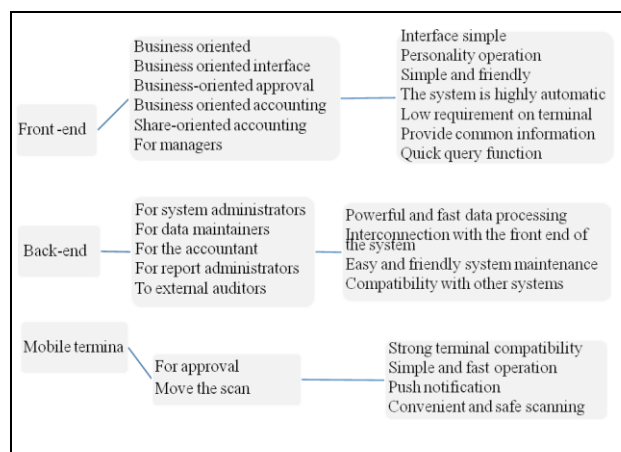 Front -end
Business oriented
Business oriented interface
Business-oriented approval
Business oriented accounting
Share-oriented accounting
For managers
Interface simple
Personality operation
Simple and friendly
The system is highly automatic
Low requirement on terminal
Provide common information
Quick query function
Back-end
For system administrators
For data maintainers
For the accountant
For report administrators
To external auditors
Powerful and fast data processing
Interconnection with the front end of
the system
Easy and friendly system maintenance
Compatibility with other systems
Mobile termina
For approval
Move the scan
Strong terminal compatibility
Simple and fast operation
Push notification
Convenient and safe scanning